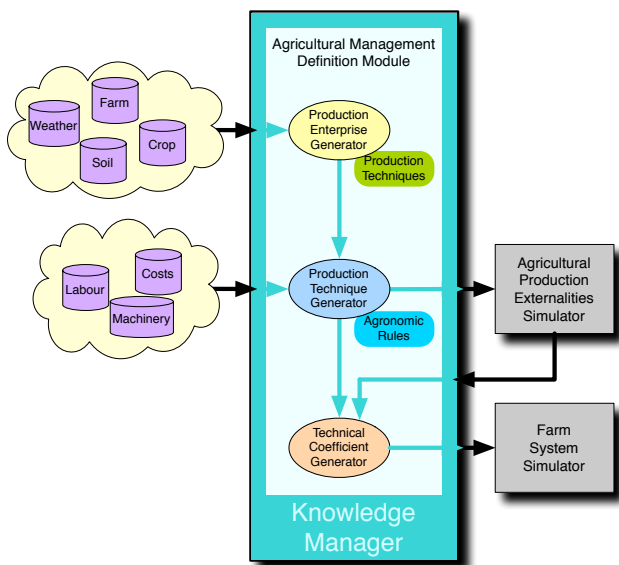 Agricultural Management
Definition Module
Farm
Weather
Crop
Soil
Production
Enterprise
Generator
Production
Techniques
Costs
Labour
Machinery
Production
Technique
Generator
Agronomic
Rules
Agricultural
Production
Externalities
Simulator
Technical
Coefficient
Generator
Farm
System
Simulator
Knowledge
Manager